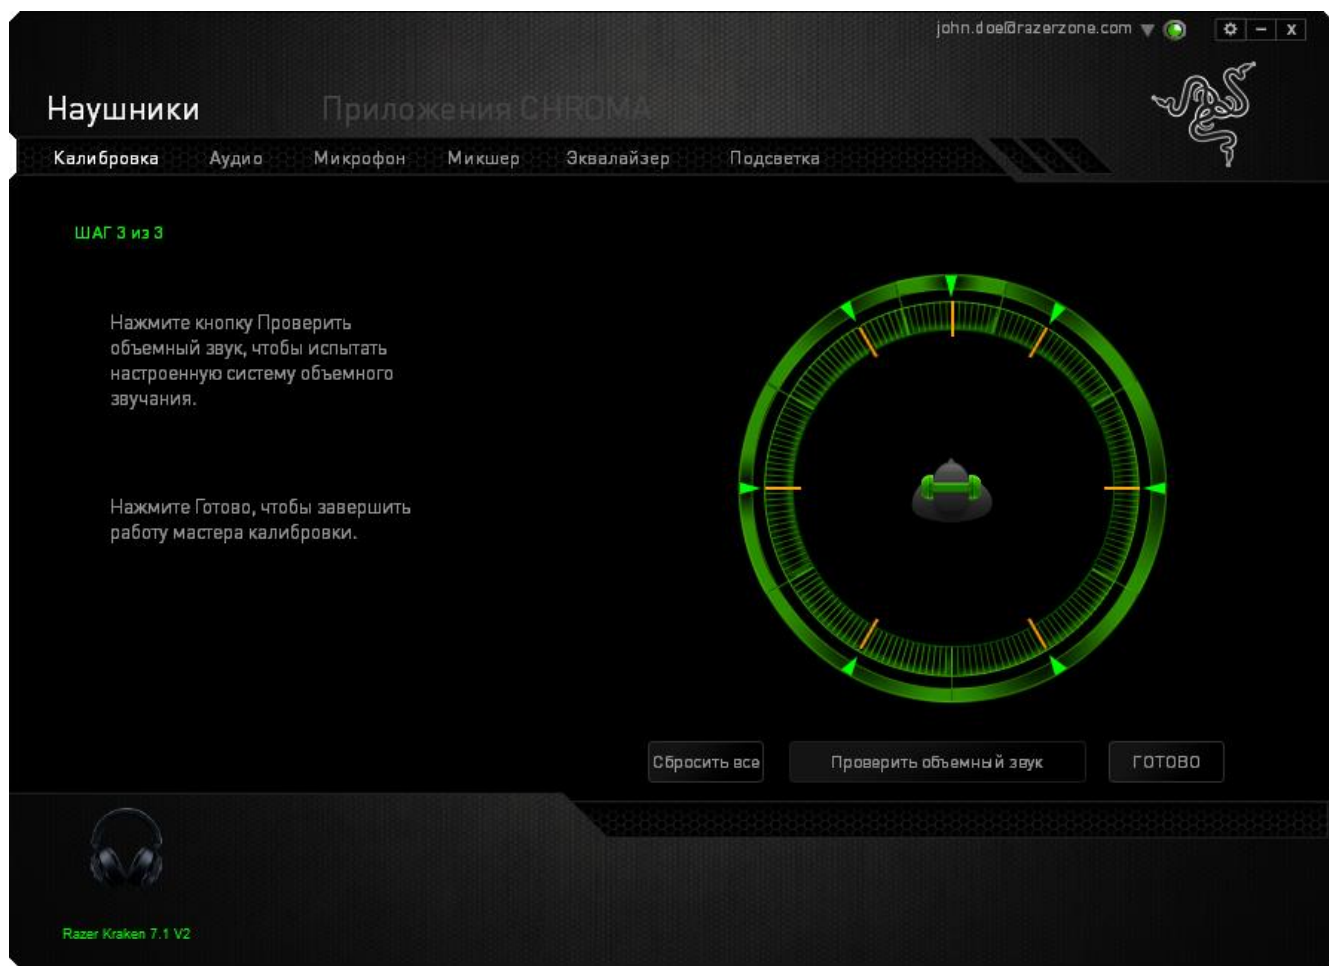 john.doe@razerzone.com
Наушники Приложения CHROMA
Калибровка Аудио Микрофон Микшер Эквалайзер Подсветка
ШАГ 3 из 3
Нажмите кнопку Проверить
объемный звук, чтобы испытать
настроенную систему объемного
звучания.
Нажмите Готово, чтобы завершить
работу мастера калибровки.
Сбросить все Проверить объемный звук ГОТОВО
Razer Kraken 7.1 V2